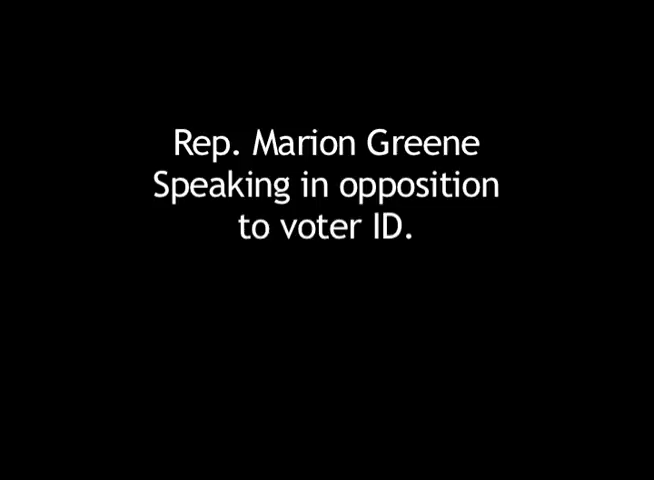 Rep. Marion Greene
Speaking in opposition
to voter ID.